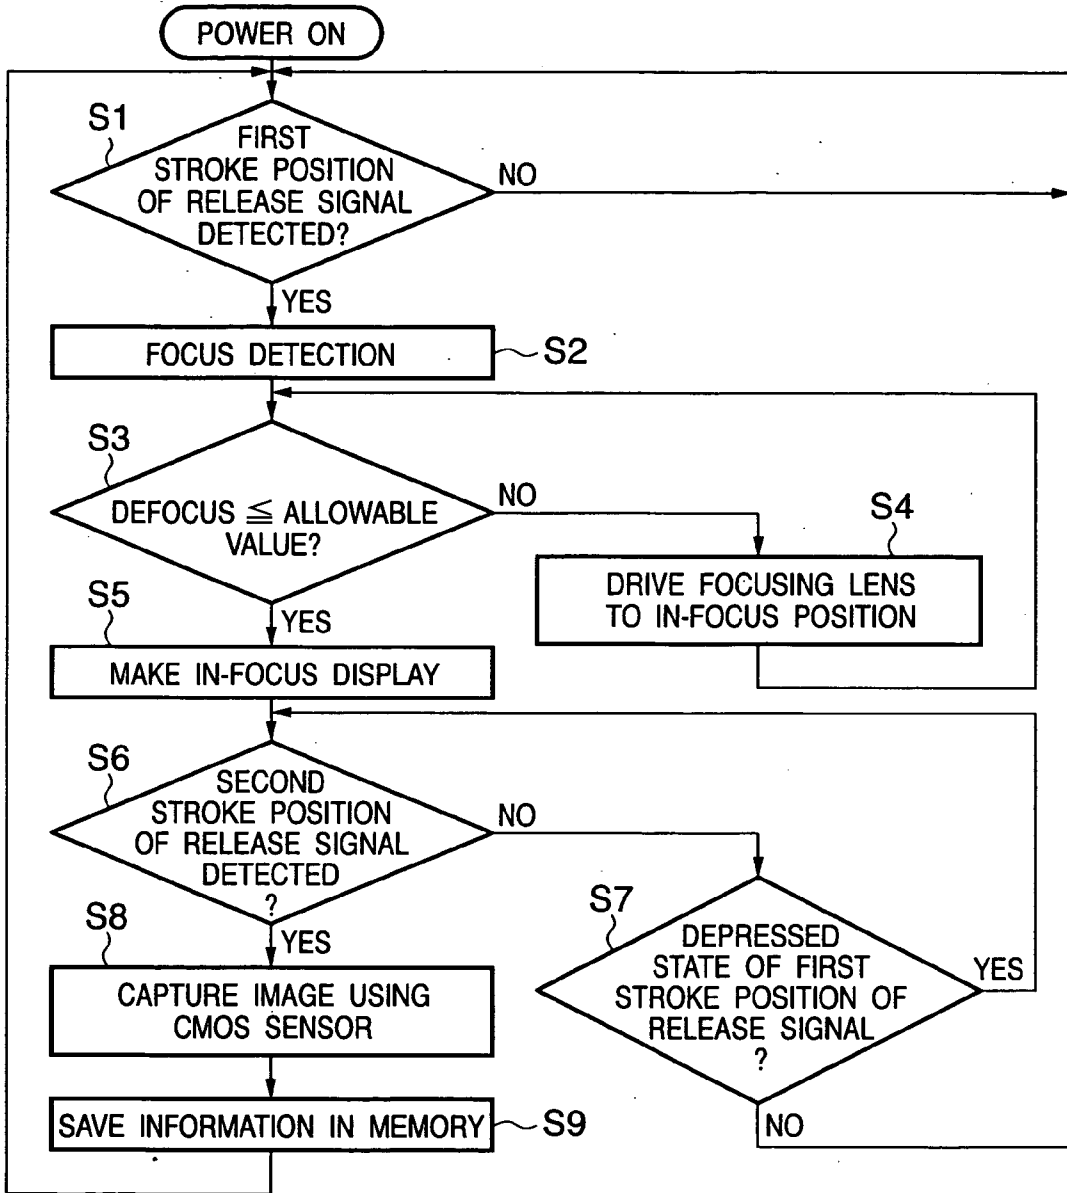 POWER ON
S1
FIRST
STROKE POSITION
OF RELEASE SIGNAL
DETECTED?
NO
YES
FOCUS DETECTION
S2
S3
DEFOCUS ≦ ALLOWABLE
VALUE?
NO
S4
DRIVE FOCUSING LENS
TO IN-FOCUS POSITION
YES
S5
MAKE IN-FOCUS DISPLAY
S6
SECOND
STROKE POSITION
OF RELEASE SIGNAL
DETECTED
?
NO
S7
DEPRESSED
STATE OF FIRST
STROKE POSITION OF
RELEASE SIGNAL
?
YES
NO
YES
S8
CAPTURE IMAGE USING
CMOS SENSOR
SAVE INFORMATION IN MEMORY
S9